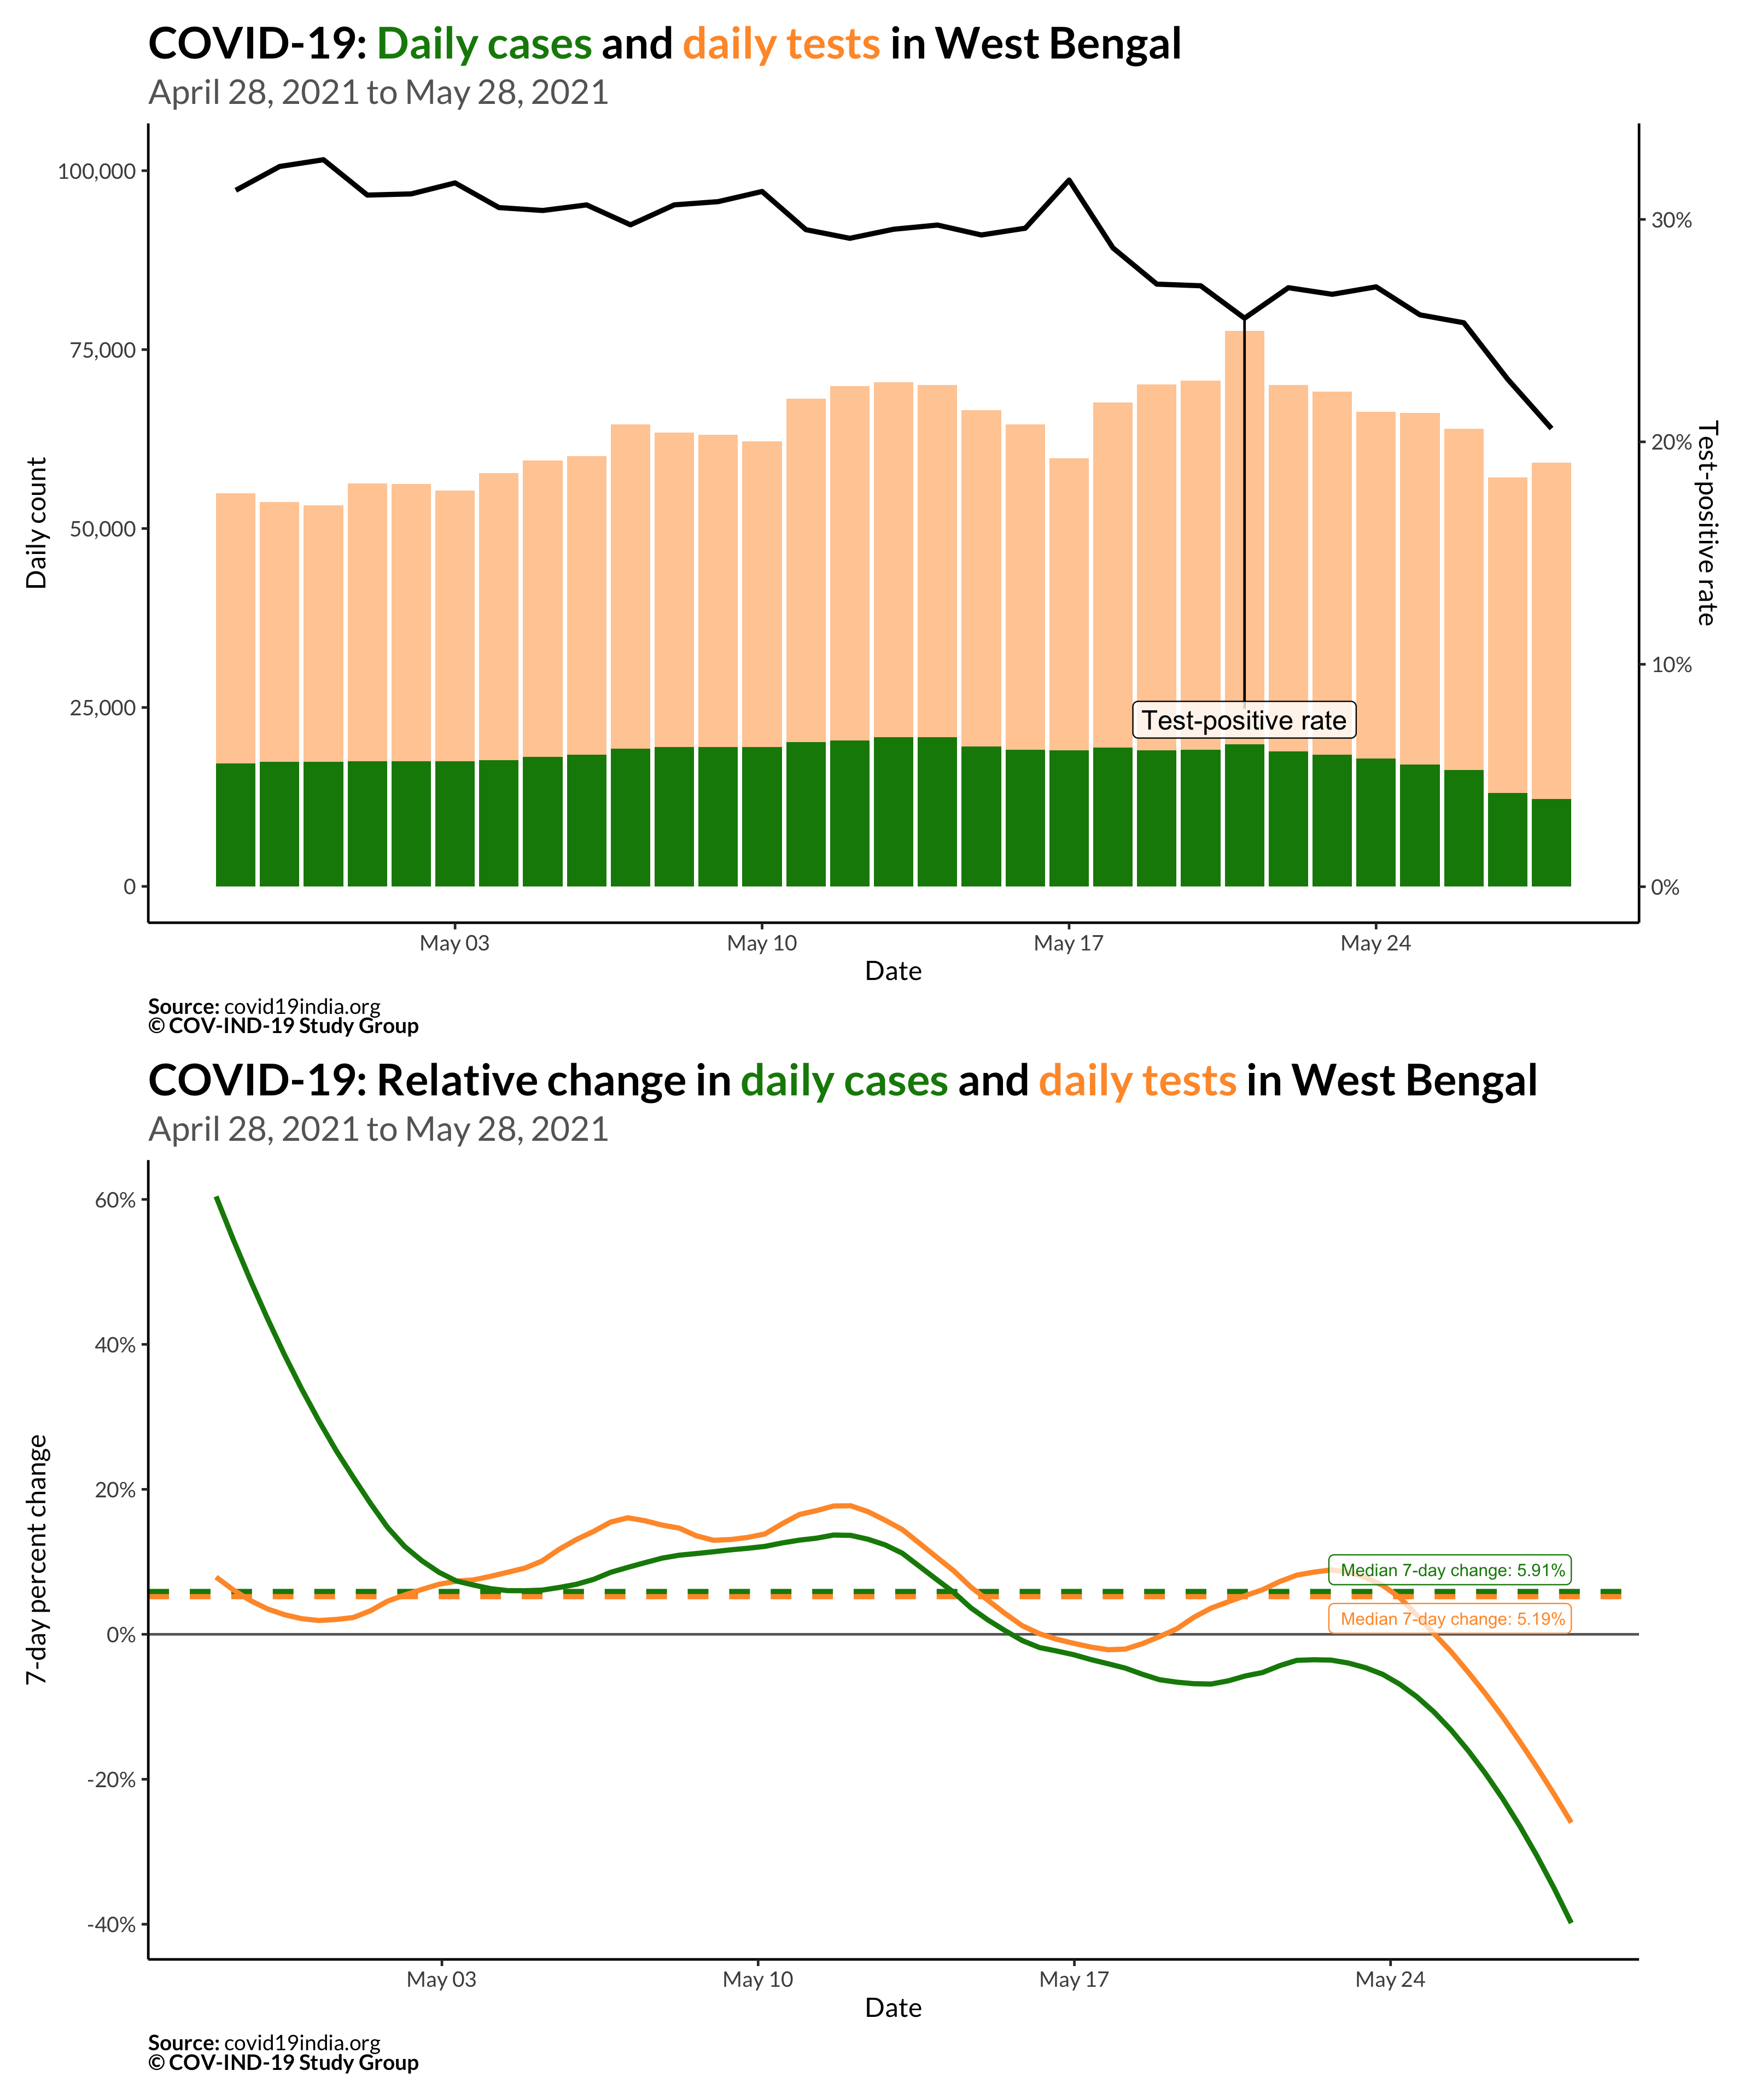 COVID-19: Daily cases and daily tests in West Bengal
April 28, 2021 to May 28, 2021
100,000
75,000
50,000
25,000
0
Daily count
30%
20%
10%
0%
Test-positive rate
Test-positive rate
May 03
May 10
May 17
May 24
Date
Source: covid19india.org
© COV-IND-19 Study Group
COVID-19: Relative change in daily cases and daily tests in West Bengal
April 28, 2021 to May 28, 2021
60%
40%
20%
0%
-20%
-40%
7-day percent change
Median 7-day change: 5.91%
Median 7-day change: 5.19%
May 03
May 10
May 17
May 24
Date
Source: covid19india.org
© COV-IND-19 Study Group